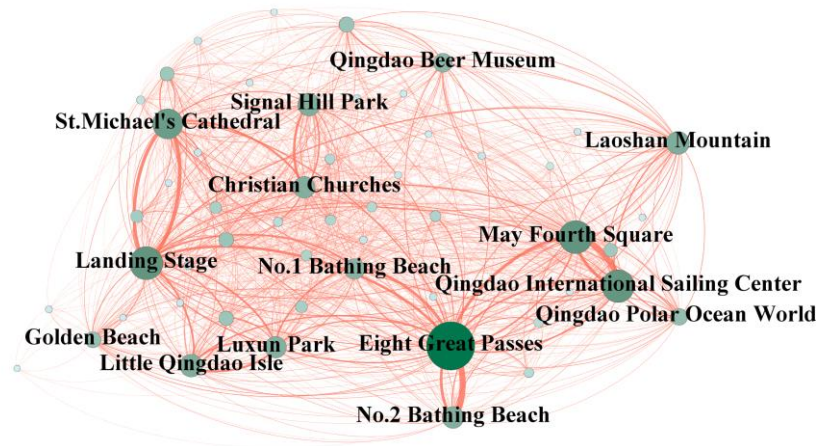 Qingdao Beer Museum
Signal Hill Park
St.Michael's Cathedral
Laoshan Mountain
Christian Churches
May Fourth Square
Landing Stage
No.1 Bathing Beach
Qingdao International Sailing Center
Qingdao Polar Ocean World
Golden Beach
Luxun Park
Eight Great Passes
Little Qingdao Isle
No.2 Bathing Beach